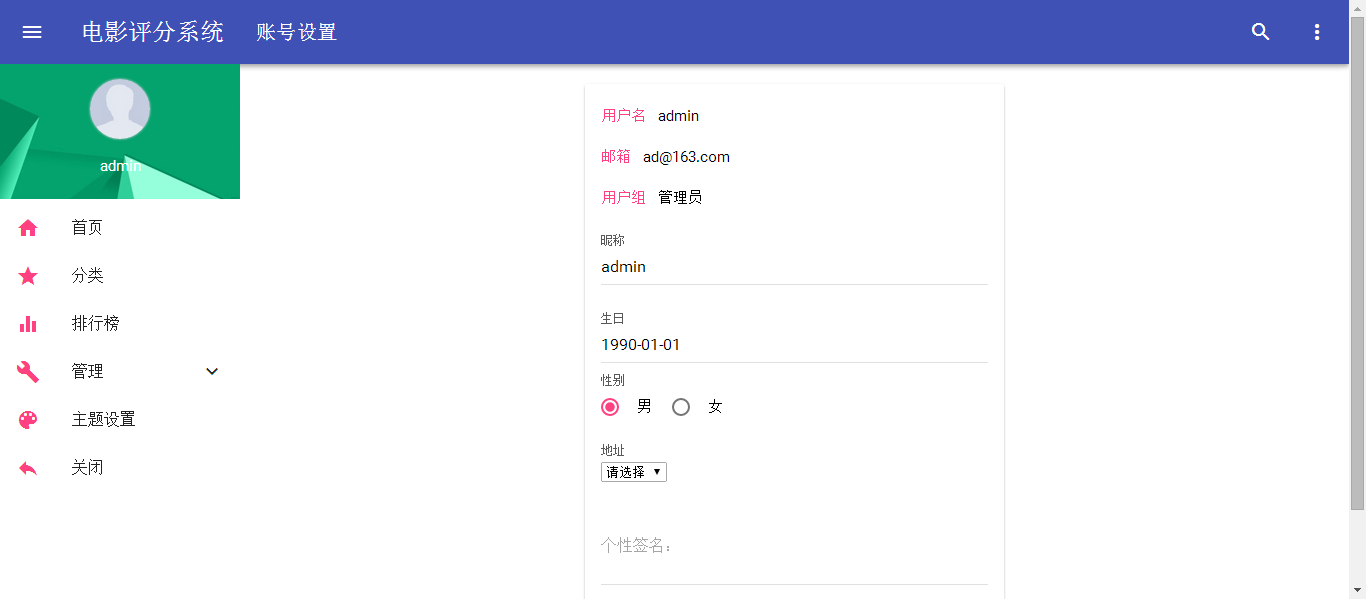 电影评分系统 账号设置
admin
首页
分类
排行榜
管理
主题设置
关闭
用户名 admin
邮箱 ad@163.com
用户组 管理员
昵称
admin
生日
1990-01-01
性别
男 女
地址
请选择
个性签名：